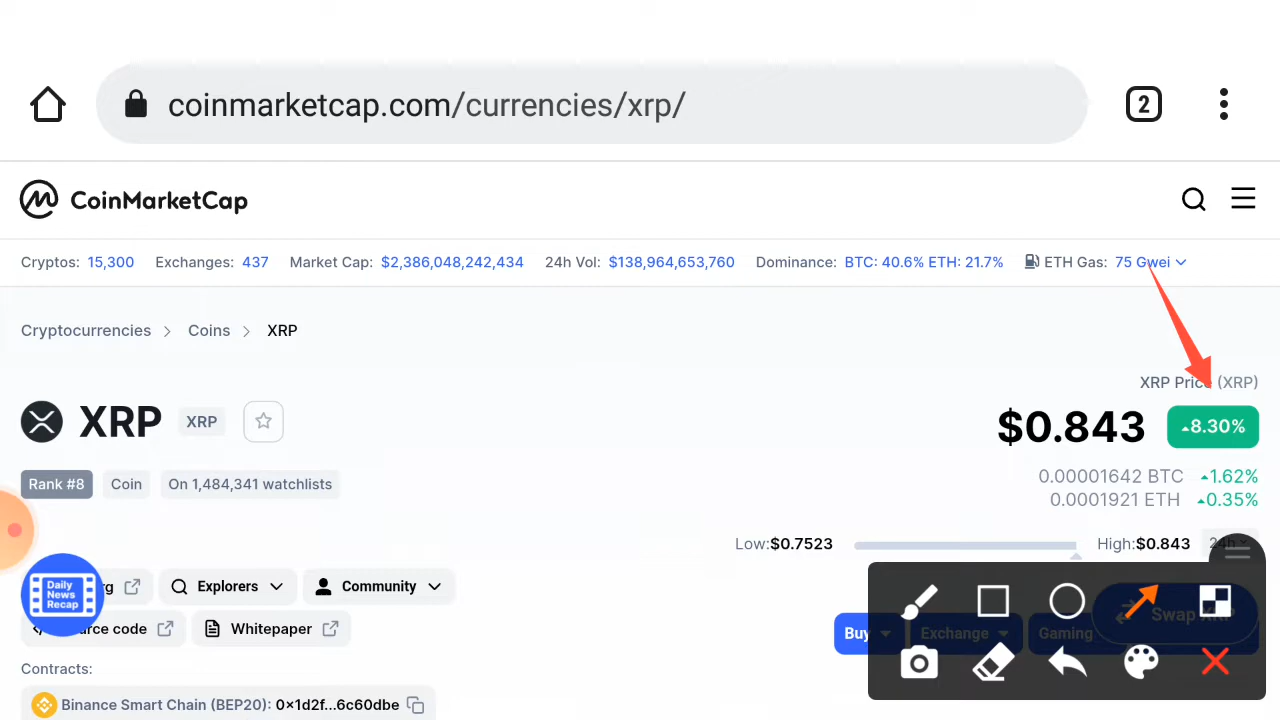 coinmarketcap.com/currencies/xrp/
2
CoinMarketCap
Cryptos: 15,300 Exchanges: 437 Market Cap: $2,386,048,242,434 24h Vol: $138,964,653,760 Dominance: BTC: 40.6% ETH: 21.7% ETH Gas: 75 Gwei
Cryptocurrencies > Coins > XRP
XRP Price (XRP)
XRP XRP
$0.843 8.30%
0.00001642 BTC 1.62%
0.0001921 ETH 0.35%
Rank #8 Coin On 1,484,341 watchlists
Low:$0.7523 High:$0.843 24h
Daily
News
Recap
Explorers Community
Whitepaper
Buy Exchange Gaming
Swap XRP
Contracts:
Binance Smart Chain (BEP20): 0x1d2f...6c60dbe